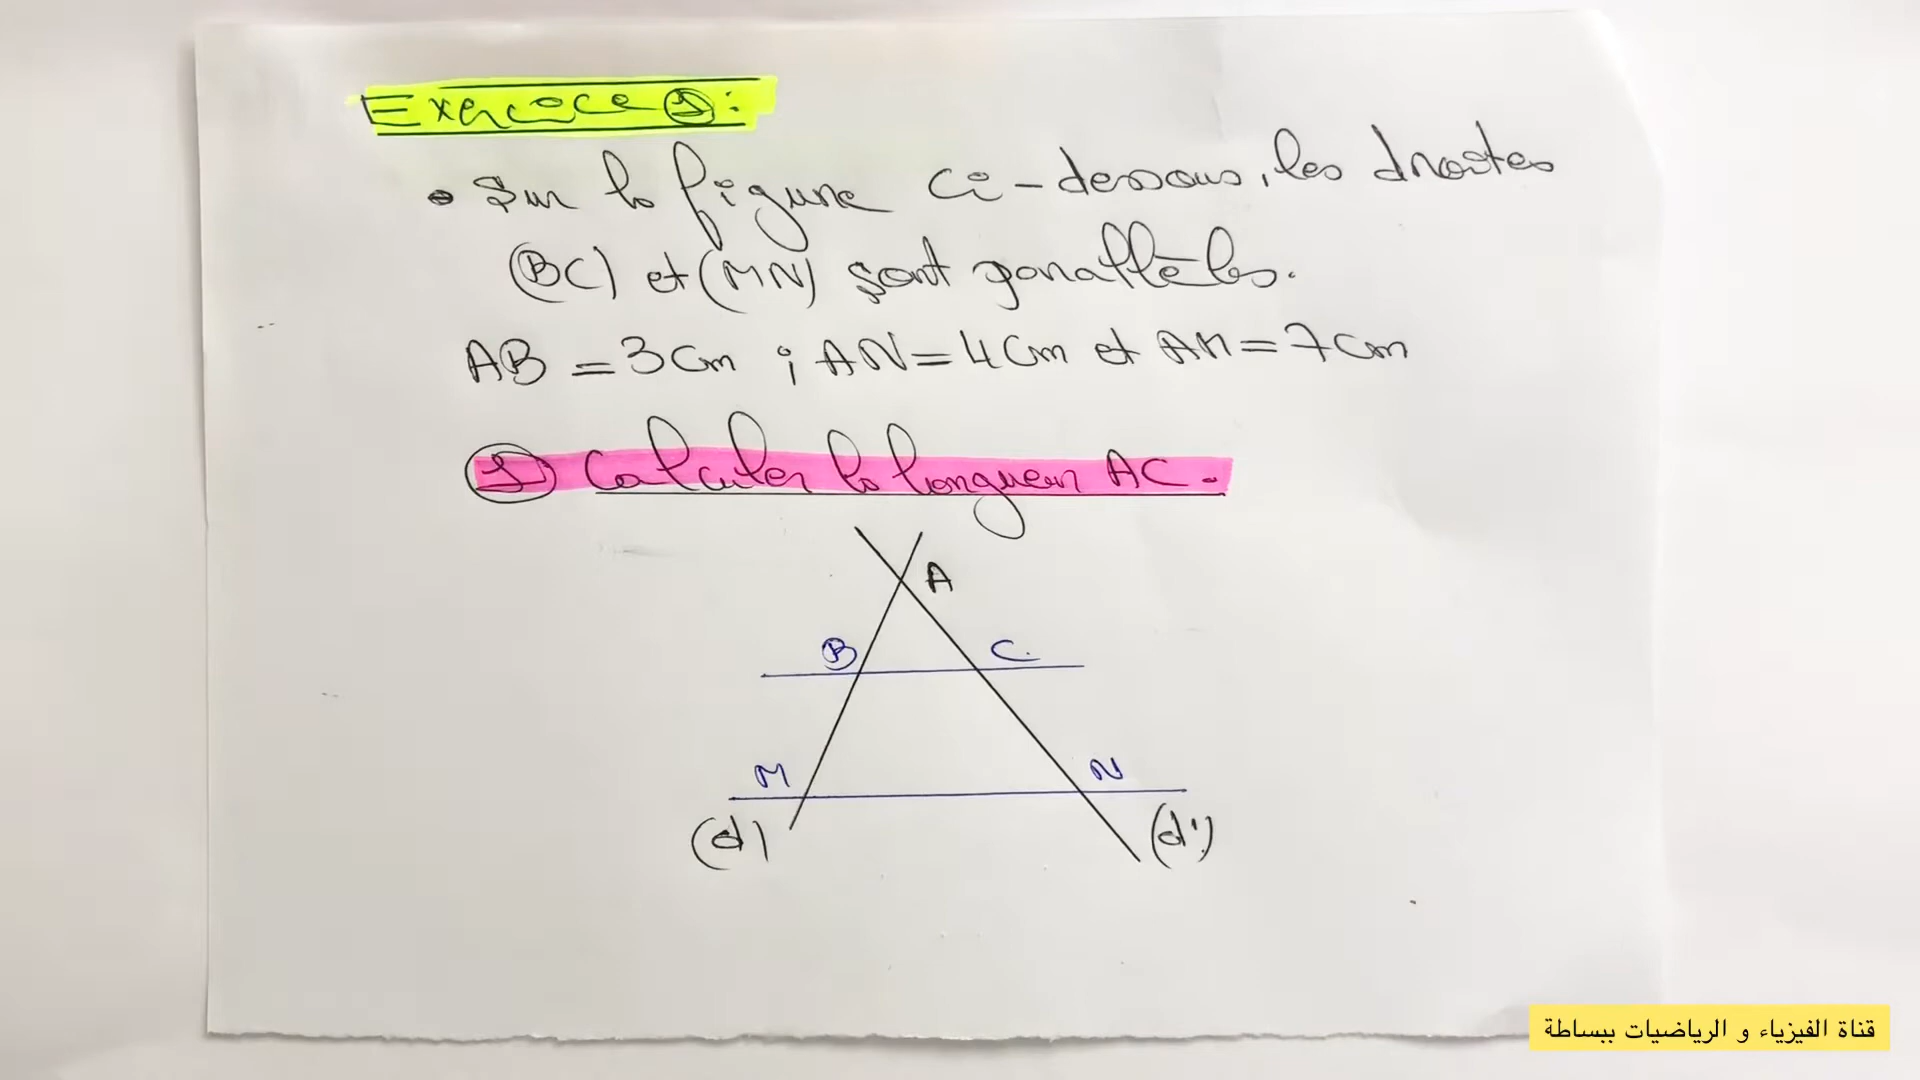 Exercice ①:
• Sur la figure ci-dessous, les droites
(BC) et (MN) sont parallèles.
AB = 3cm ; AN = 4cm et AM = 7cm
① Calculer la longueur AC.
A
B C
M N
(d) (d')
قناة الفيزياء و الرياضيات ببساطة